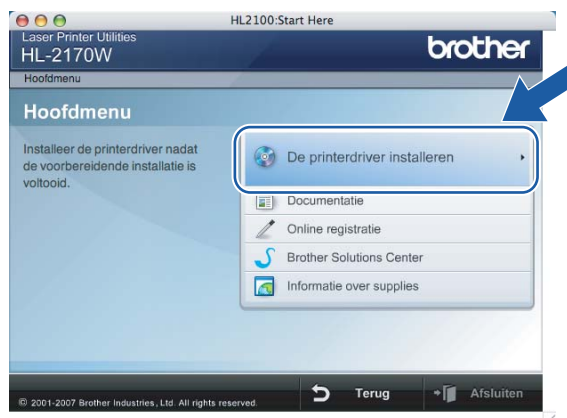 HL2100:Start Here
Laser Printer Utilities
HL-2170W
brother
Hoofdmenu
Hoofdmenu
Installeer de printerdriver nadat
de voorbereidende installatie is
voltooid.
De printerdriver installeren
Documentatie
Online registratie
Brother Solutions Center
Informatie over supplies
© 2001-2007 Brother Industries, Ltd. All rights reserved.
Terug
Afsluiten